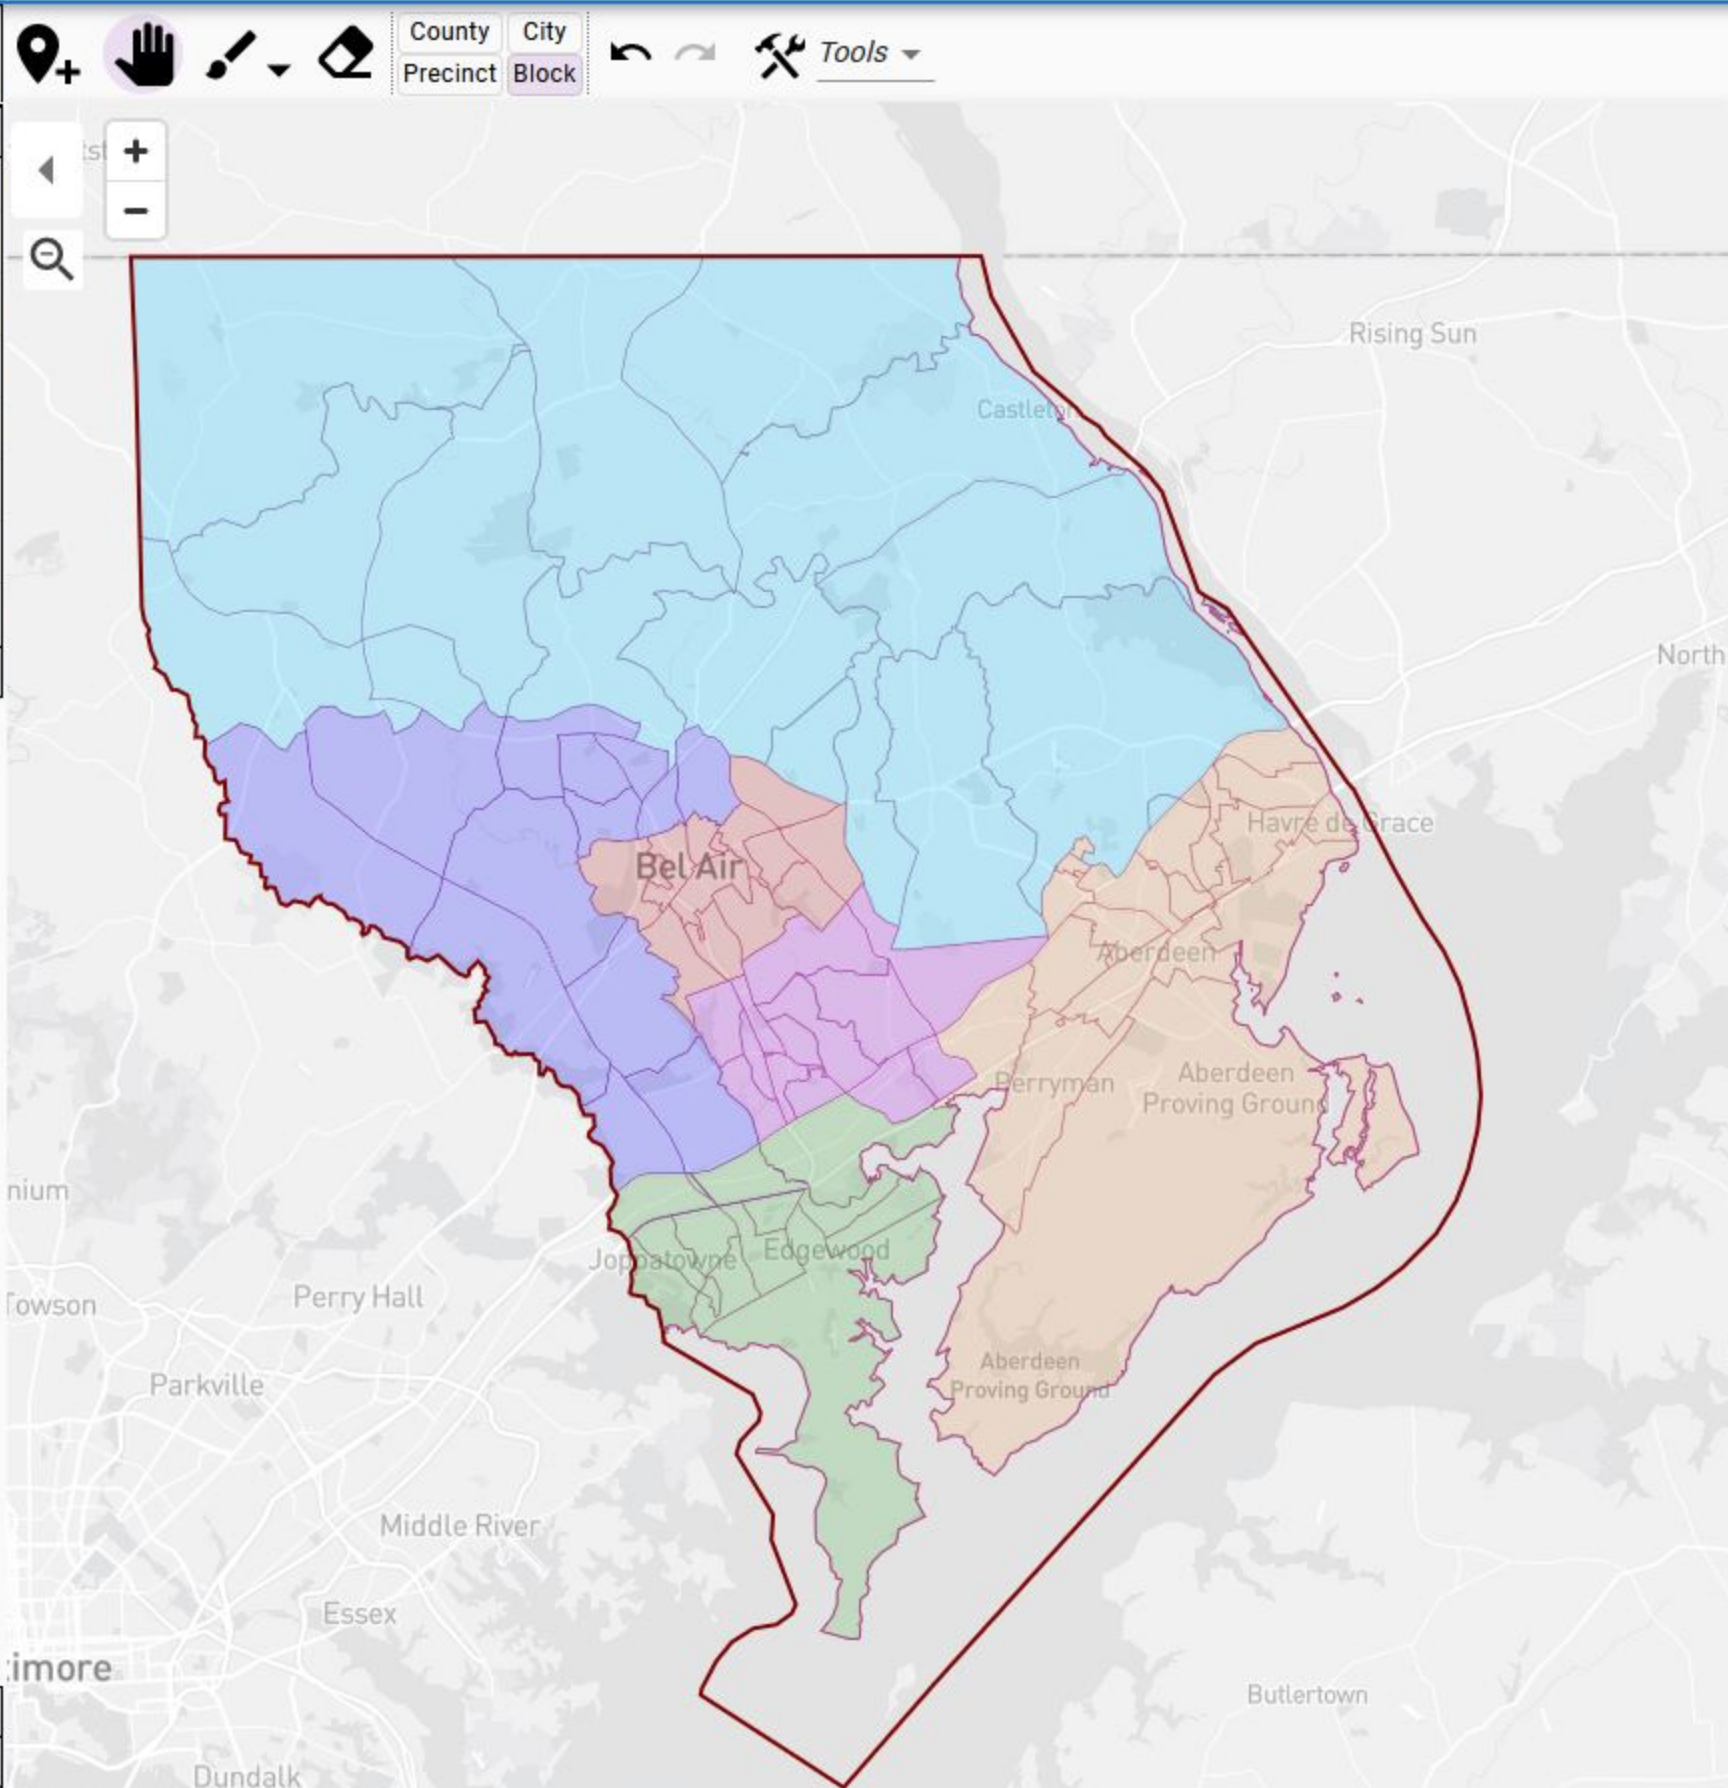 County City
Precinct Block
Tools
+
−
Rising Sun
Castleton
North
Havre de Grace
Bel Air
Aberdeen
Perryman
Aberdeen
Proving Ground
nium
Joppatowne
Edgewood
Towson
Perry Hall
Aberdeen
Proving Ground
Parkville
Middle River
Essex
timore
Butlertown
Dundalk